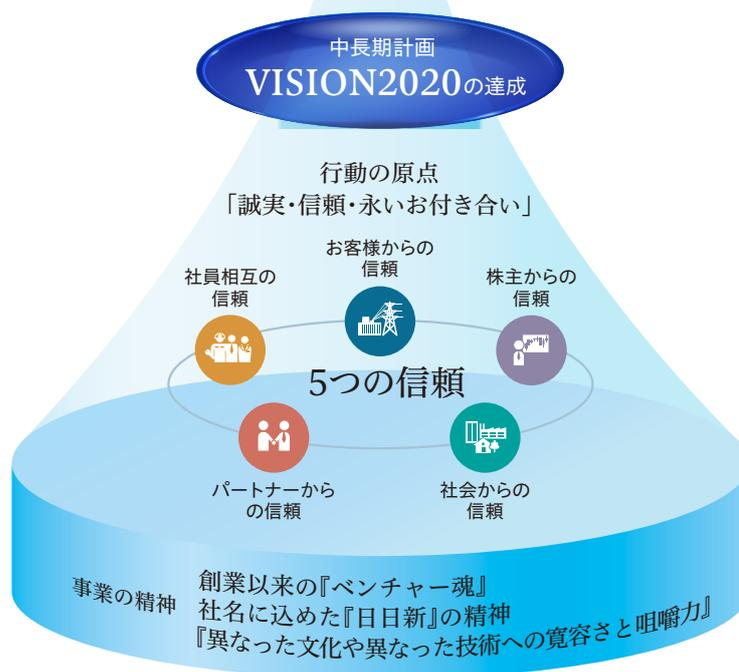 中長期計画
VISION2020の達成
行動の原点
「誠実・信頼・永いお付き合い」
お客様からの
信頼
社員相互の
信頼
株主からの
信頼
5つの信頼
パートナーから
の信頼
社会からの
信頼
事業の精神
創業以来の『ベンチャー魂』
社名に込めた『日日新』の精神
『異なった文化や異なった技術への寛容さと咀嚼力』